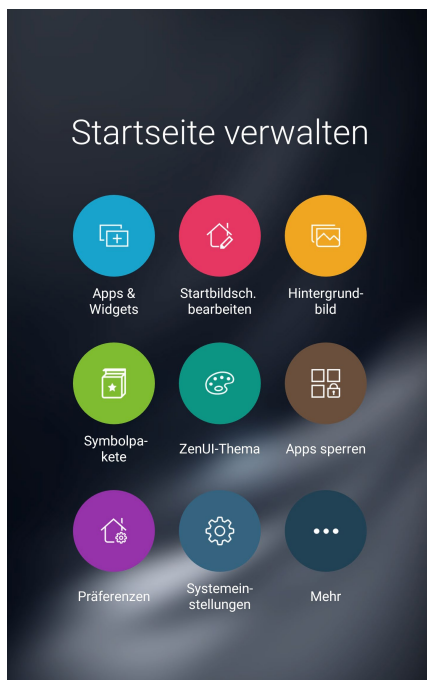 Startseite verwalten
Apps &
Widgets
Startbildsch.
bearbeiten
Hintergrund-
bild
Symbolpa-
kete
ZenUI-Thema
Apps sperren
Präferenzen
Systemein-
stellungen
Mehr